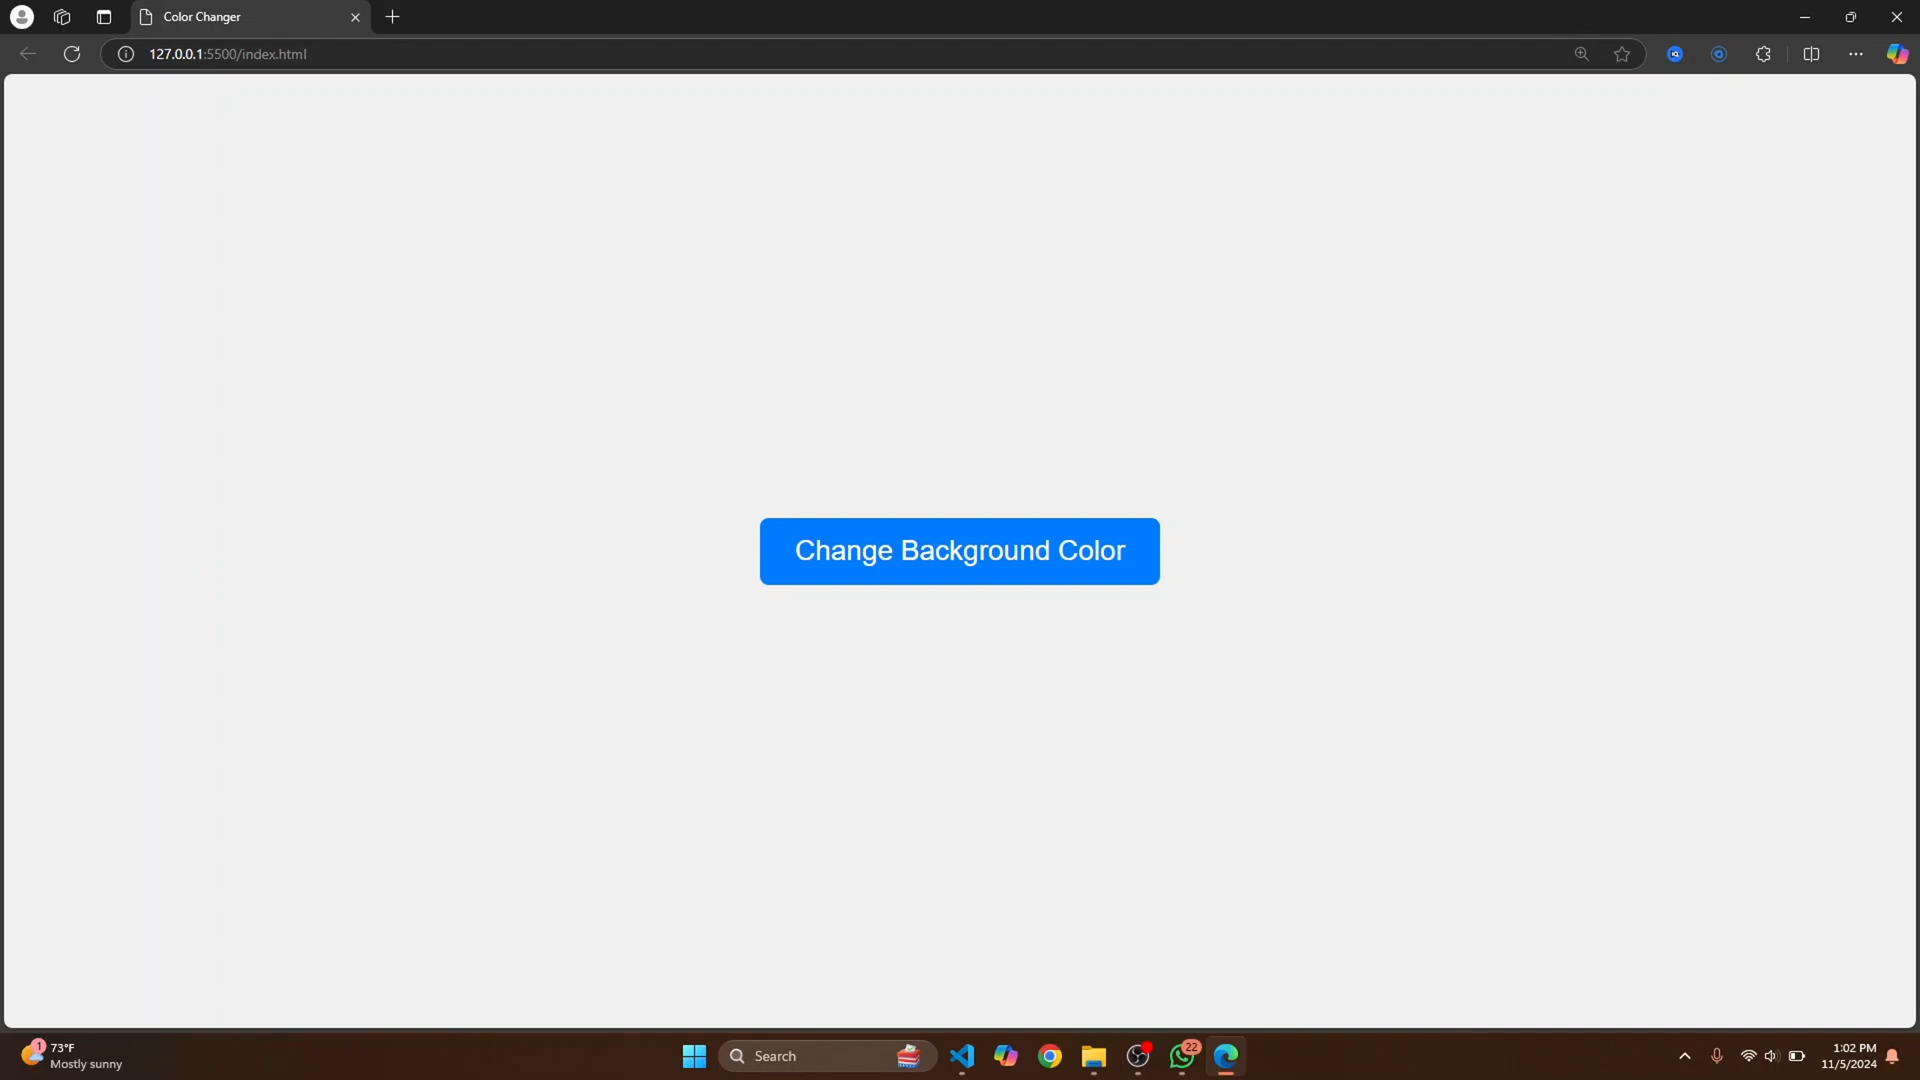 Color Changer
127.0.0.1:5500/index.html
Change Background Color
1
73°F
Mostly sunny
Search
22
1:02 PM
11/5/2024